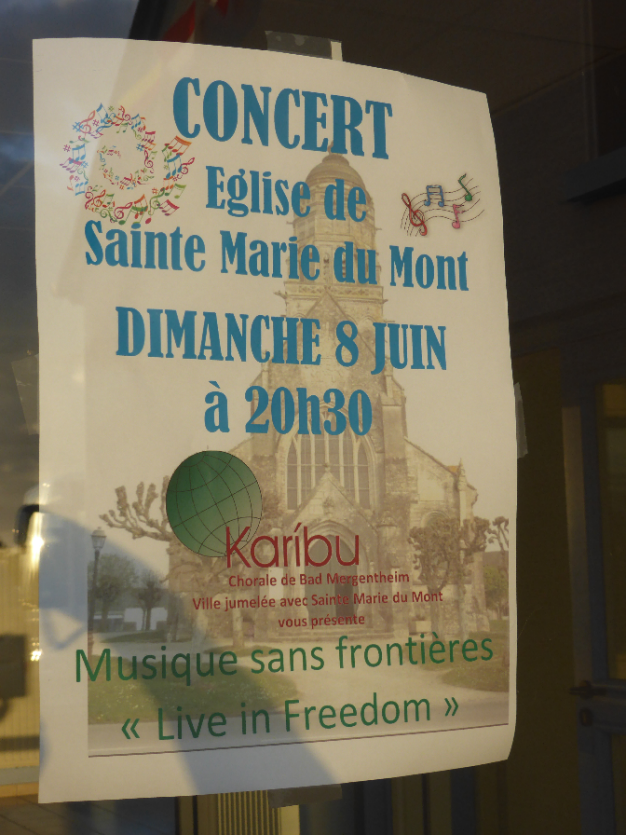 CONCERT
Eglise de
Sainte Marie du Mont
DIMANCHE 8 JUIN
à 20h30
Karíbu
Chorale de Bad Mergentheim
Ville jumelée avec Sainte Marie du Mont
vous présente
Musique sans frontières
« Live in Freedom »